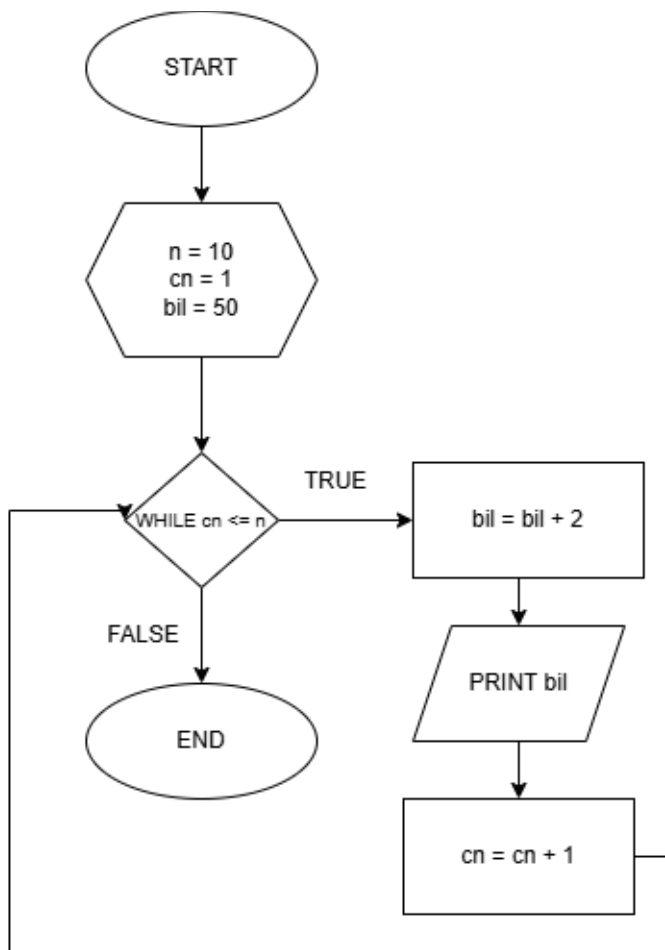 START
n = 10
cn = 1
bil = 50
WHILE cn <= n
TRUE
bil = bil + 2
FALSE
PRINT bil
END
cn = cn + 1